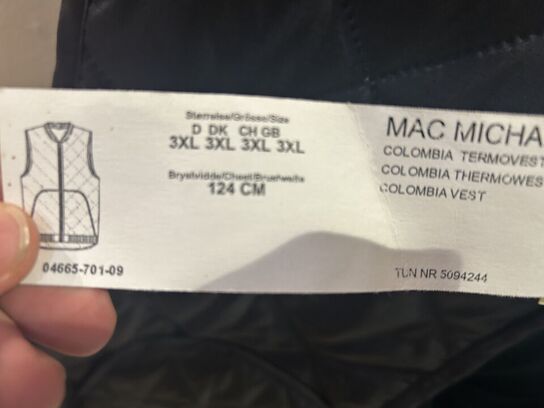 Størrelse/Grösse/Size
D DK CH GB
3XL 3XL 3XL 3XL
Brystvidde/Chest/Brustweite
124 CM
04665-701-09
MAC MICHA
COLOMBIA TERMOVEST
COLOMBIA THERMOWES
COLOMBIA VEST
TUN NR 5094244